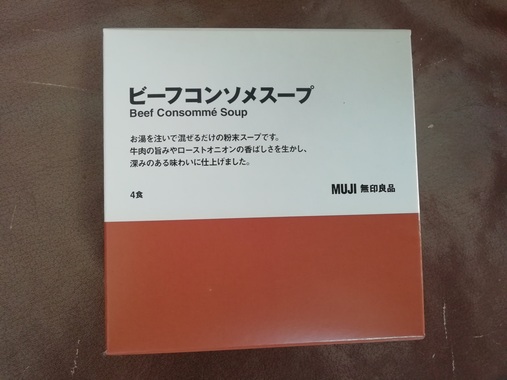 ビーフコンソメスープ
Beef Consommé Soup
お湯を注いで混ぜるだけの粉末スープです。
牛肉の旨みやローストオニオンの香ばしさを生かし、
深みのある味わいに仕上げました。
4食
MUJI 無印良品